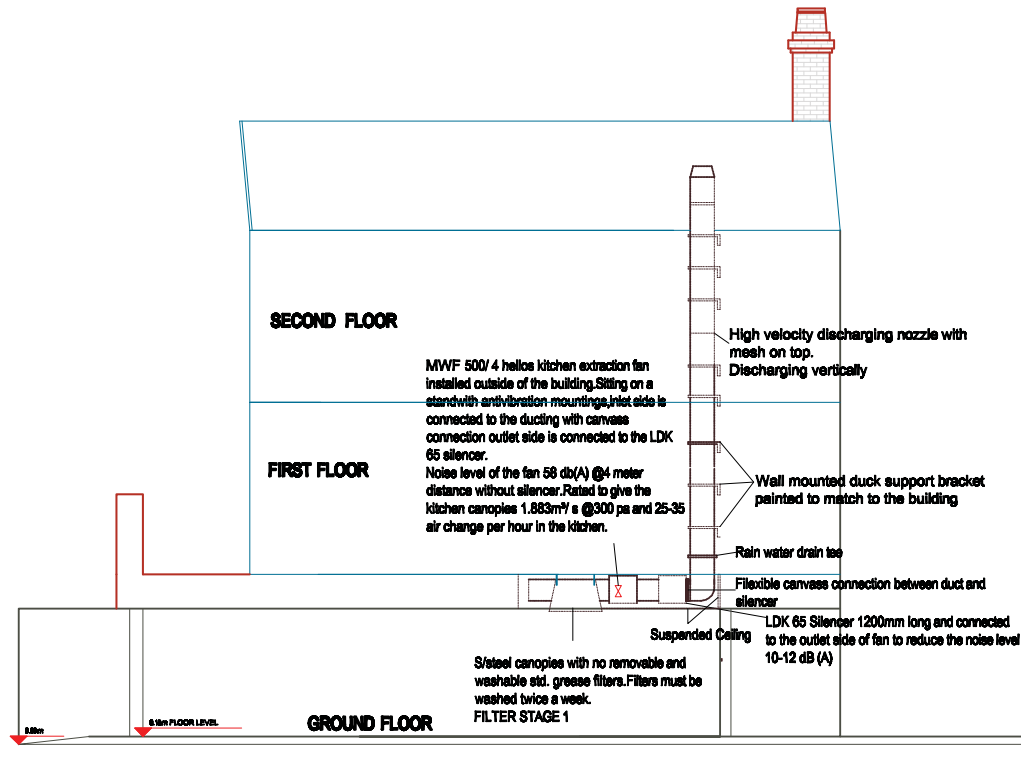 SECOND FLOOR
High velocity discharging nozzle with
mesh on top.
Discharging vertically
MWF 500/ 4 helios kitchen extraction fan
installed outside of the building.Sitting on a
standwith antivibration mountings,inlet side is
connected to the ducting with canvass
connection outlet side is connected to the LDK
65 silencer.
Noise level of the fan 58 db(A) @4 meter
distance without silencer.Rated to give the
kitchen canopies 1.883m³/ s @300 pa and 25-35
air change per hour in the kitchen.
FIRST FLOOR
Wall mounted duck support bracket
painted to match to the building
Rain water drain tee
Filexible canvass connection between duct and
silencer
LDK 65 Silencer 1200mm long and connected
to the outlet side of fan to reduce the noise level
10-12 dB (A)
Suspanded Ceiling
S/steel canopies with no removable and
washable std. grease filters.Filters must be
washed twice a week.
FILTER STAGE 1
GROUND FLOOR
FLOOR LEVEL